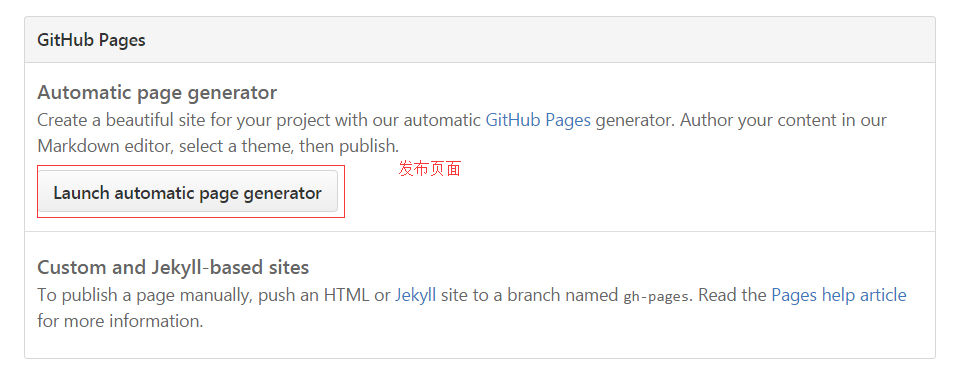 GitHub Pages
Automatic page generator
Create a beautiful site for your project with our automatic GitHub Pages generator. Author your content in our
Markdown editor, select a theme, then publish.
发布页面
Launch automatic page generator
Custom and Jekyll-based sites
To publish a page manually, push an HTML or Jekyll site to a branch named gh-pages. Read the Pages help article
for more information.